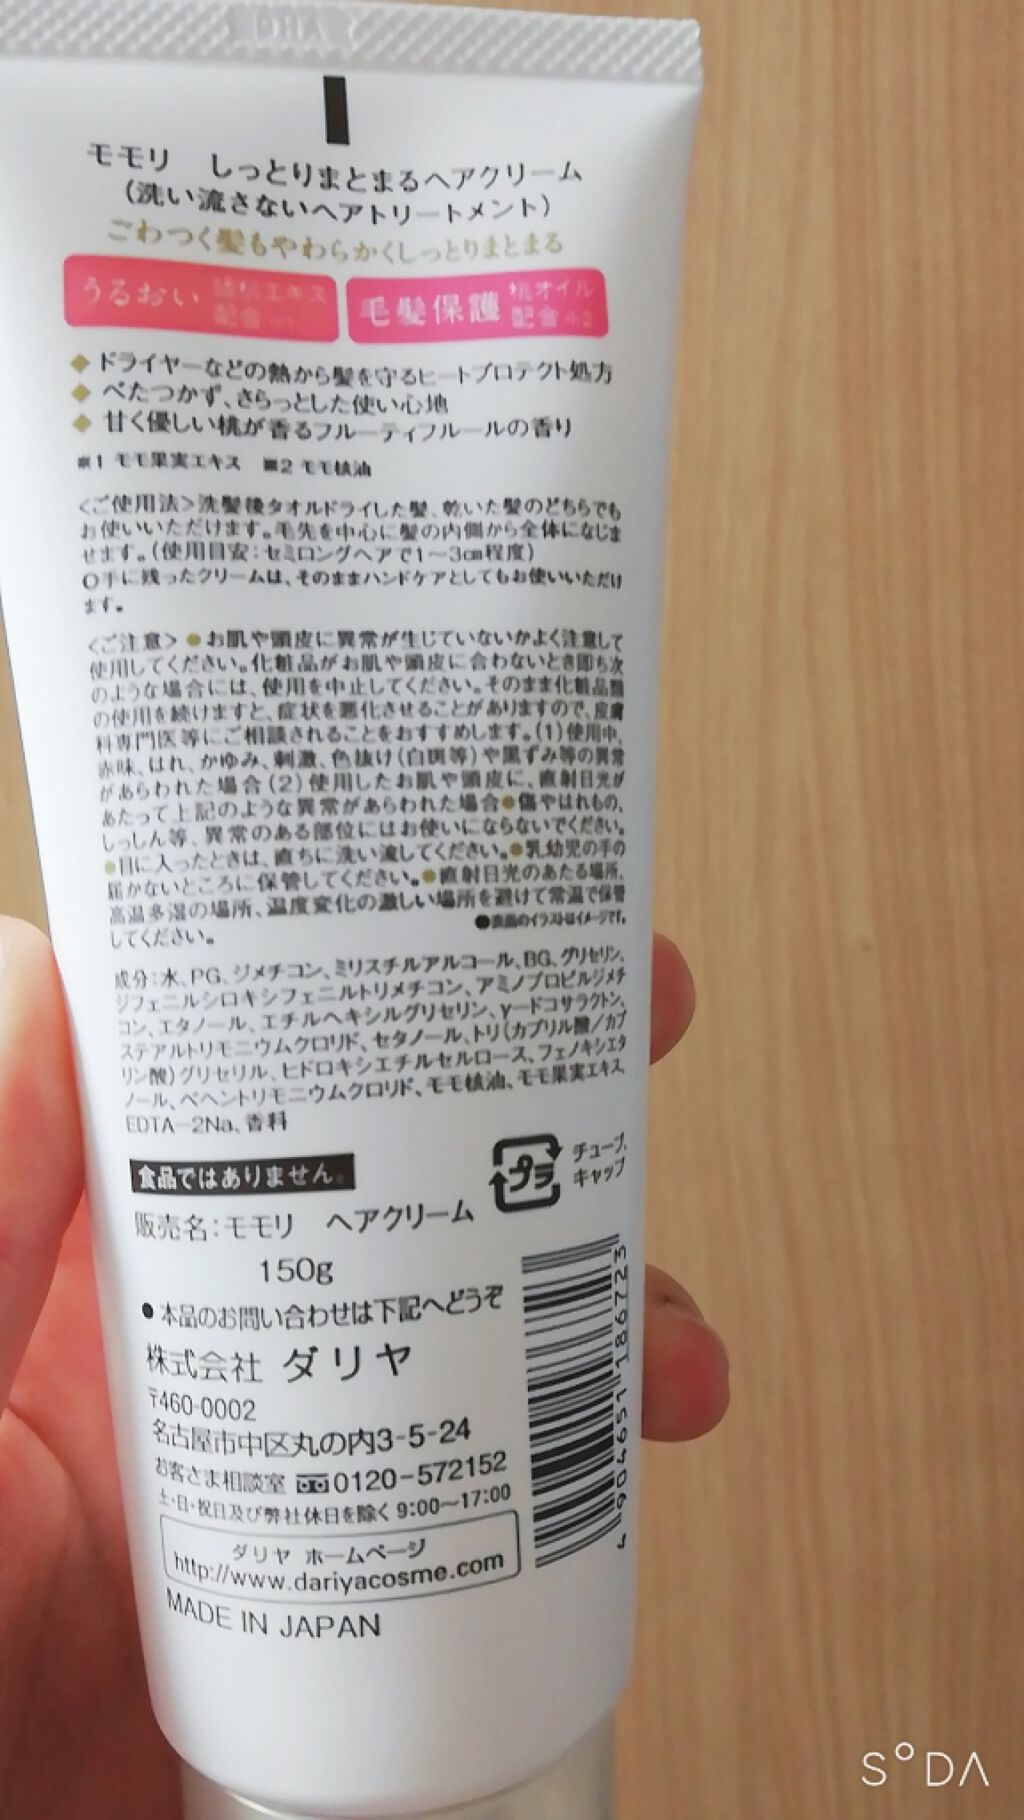 DHA
モモリ しっとりまとまるヘアクリーム
(洗い流さないヘアトリートメント)
ごわつく髪もやわらかくしっとりまとまる
うるおい エキス 配合 ※1 毛髪保護 桃オイル 配合 ※2
◆ ドライヤーなどの熱から髪を守るヒートプロテクト処方
◆ べたつかず、さらっとした使い心地
◆ 甘く優しい桃が香るフルーティフルールの香り
※1 モモ果実エキス ※2 モモ核油
<ご使用法>洗髪後タオルドライした髪、乾いた髪のどちらでも
お使いいただけます。毛先を中心に髪の内側から全体になじま
せます。(使用目安:セミロングヘアで1〜3cm程度)
○手に残ったクリームは、そのままハンドケアとしてもお使いいただけ
ます。
<ご注意> ●お肌や頭皮に異常が生じていないかよく注意して
使用してください。化粧品がお肌や頭皮に合わないとき即ち次
のような場合には、使用を中止してください。そのまま化粧品類
の使用を続けますと、症状を悪化させることがありますので、皮膚
科専門医等にご相談されることをおすすめします。(1)使用中、
赤味、はれ、かゆみ、刺激、色抜け(白斑等)や黒ずみ等の異常
があらわれた場合(2)使用したお肌や頭皮に、直射日光が
あたって上記のような異常があらわれた場合●傷やはれもの、
しっしん等、異常のある部位にはお使いにならないでください。
●目に入ったときは、直ちに洗い流してください。●乳幼児の手の
届かないところに保管してください。●直射日光のあたる場所、
高温多湿の場所、温度変化の激しい場所を避けて常温で保管
してください。 ●表面のイラストはイメージです。
成分:水、PG、ジメチコン、ミリスチルアルコール、BG、グリセリン、
ジフェニルシロキシフェニルトリメチコン、アミノプロピルジメチ
コン、エタノール、エチルヘキシルグリセリン、γ-ドコサラクトン、
ステアルトリモニウムクロリド、セタノール、トリ(カプリル酸/カプ
リン酸)グリセリル、ヒドロキシエチルセルロース、フェノキシエタ
ノール、ベヘントリモニウムクロリド、モモ核油、モモ果実エキス、
EDTA-2Na、香料
食品ではありません。
プラ
チューブ、
キャップ
販売名:モモリ ヘアクリーム
150g
●本品のお問い合わせは下記へどうぞ
株式会社 ダリヤ
〒460-0002
名古屋市中区丸の内3-5-24
お客さま相談室 0120-572152
土・日・祝日及び弊社休日を除く 9:00〜17:00
ダリヤ ホームページ
http://www.dariyacosme.com
MADE IN JAPAN
4 904651 186723
SODA